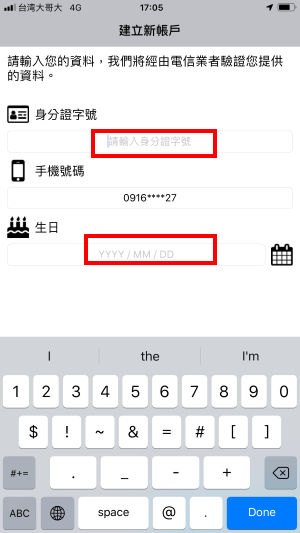 台湾大哥大 4G 17:05
建立新帳戶
請輸入您的資料，我們將經由電信業者驗證您提供
的資料。
身分證字號
請輸入身分證字號
手機號碼
0916****27
生日
YYYY / MM / DD
I the I'm
1 2 3 4 5 6 7 8 9 0
$ ! ~ & = # [ ]
#+= . _ - +
ABC space @ . Done